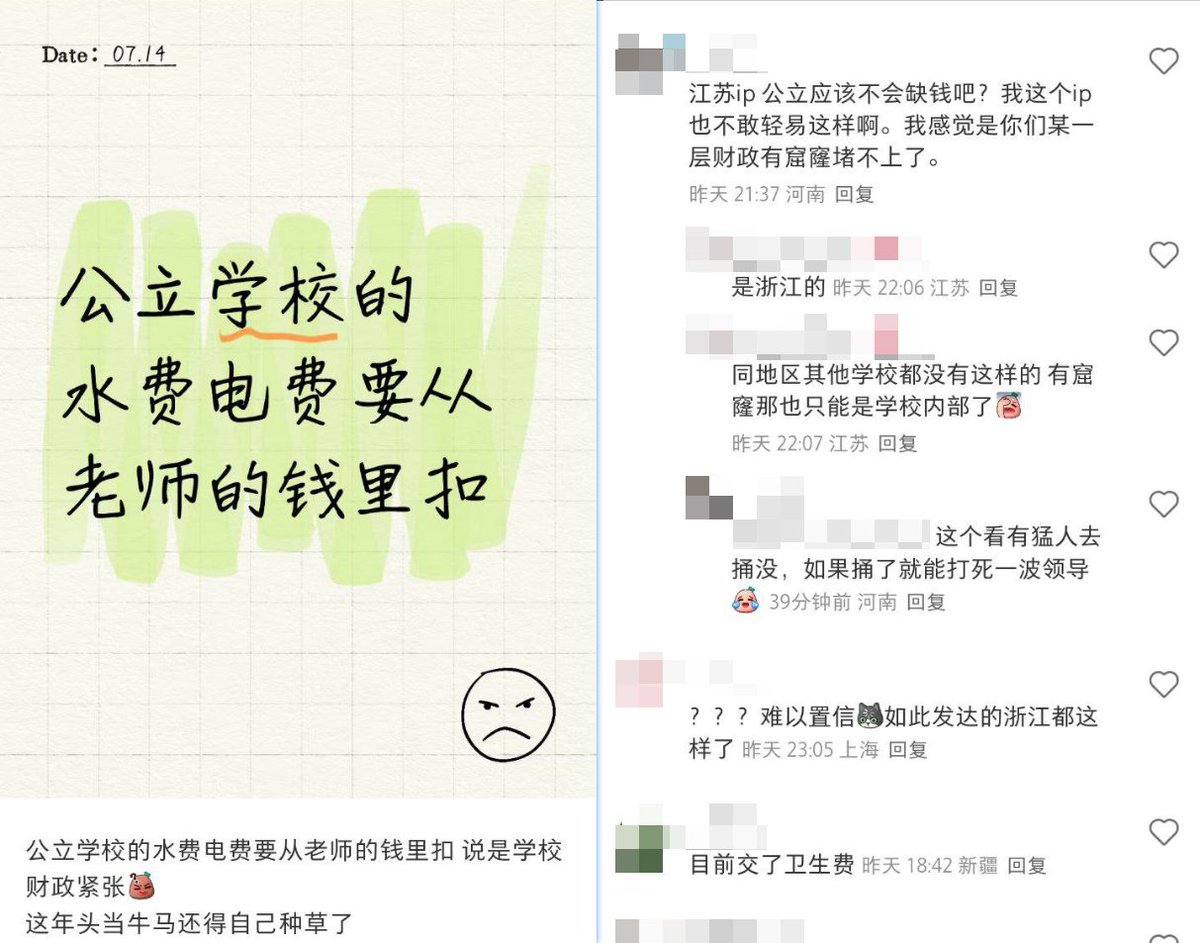 Date: 07.14
公立学校的
水费电费要从
老师的钱里扣
公立学校的水费电费要从老师的钱里扣 说是学校
财政紧张
这年头当牛马还得自己种草了
江苏ip 公立应该不会缺钱吧？我这个ip
也不敢轻易这样啊。我感觉是你们某一
层财政有窟窿堵不上了。
昨天 21:37 河南 回复
是浙江的 昨天 22:06 江苏 回复
同地区其他学校都没有这样的 有窟
窿那也只能是学校内部了
昨天 22:07 江苏 回复
这个看有猛人去
捅没，如果捅了就能打死一波领导
39分钟前 河南 回复
？？？难以置信如此发达的浙江都这
样了 昨天 23:05 上海 回复
目前交了卫生费 昨天 18:42 新疆 回复